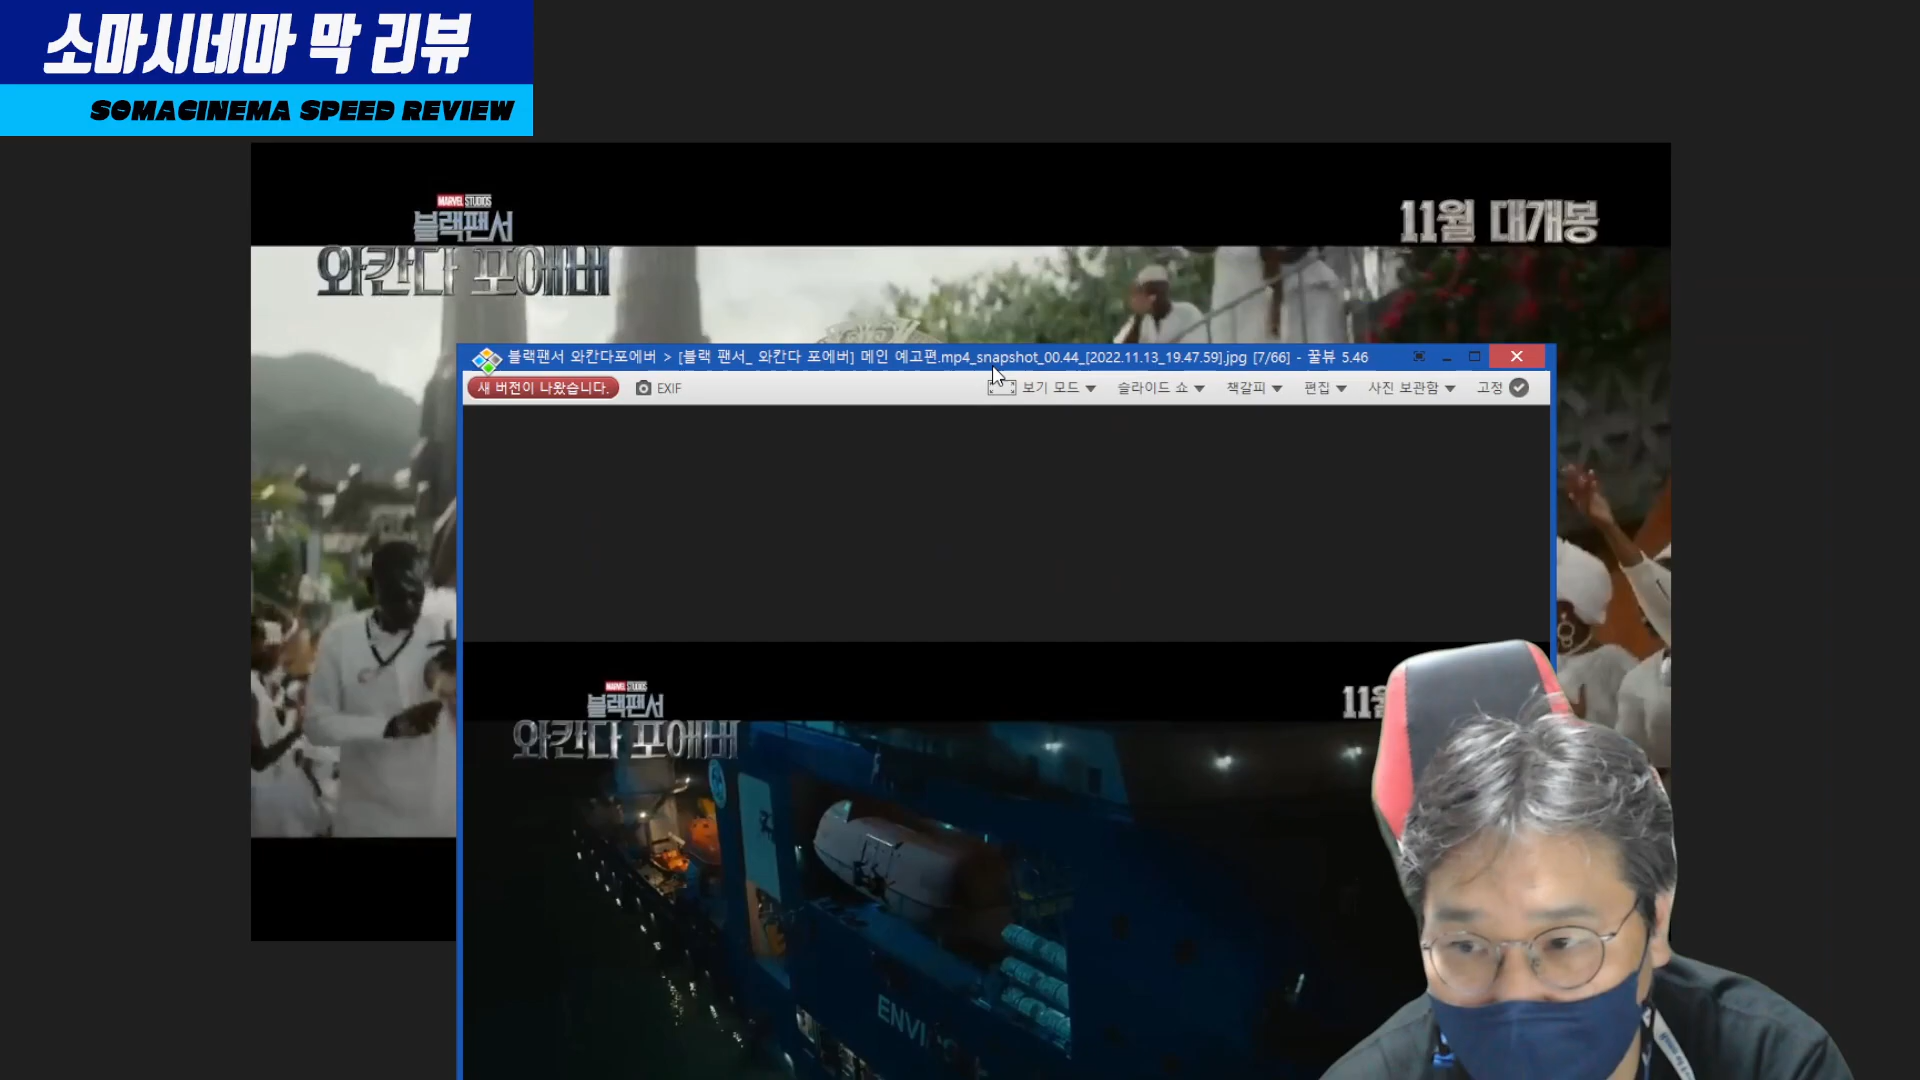 소마시네마 막 리뷰
SOMACINEMA SPEED REVIEW
MARVEL STUDIOS
블랙팬서
와칸다 포에버
11월 대개봉
블랙팬서 와칸다포에버 > [블랙 팬서_ 와칸다 포에버] 메인 예고편.mp4_snapshot_00.44_[2022.11.13_19.47.59].jpg [7/66] - 꿀뷰 5.46
새 버전이 나왔습니다.
EXIF
보기 모드
슬라이드 쇼
책갈피
편집
사진 보관함
고정
MARVEL STUDIOS
블랙팬서
와칸다 포에버
11월